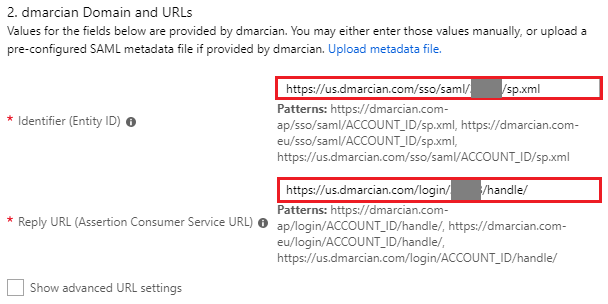 2. dmarcian Domain and URLs
Values for the fields below are provided by dmarcian. You may either enter those values manually, or upload a
pre-configured SAML metadata file if provided by dmarcian. Upload metadata file.
https://us.dmarcian.com/sso/saml/ /sp.xml
* Identifier (Entity ID)
Patterns: https://dmarcian.com-
ap/sso/saml/ACCOUNT_ID/sp.xml, https://dmarcian.com-
eu/sso/saml/ACCOUNT_ID/sp.xml,
https://us.dmarcian.com/sso/saml/ACCOUNT_ID/sp.xml
https://us.dmarcian.com/login/ /handle/
* Reply URL (Assertion Consumer Service URL)
Patterns: https://dmarcian.com-
ap/login/ACCOUNT_ID/handle/, https://dmarcian.com-
eu/login/ACCOUNT_ID/handle/,
https://us.dmarcian.com/login/ACCOUNT_ID/handle/
Show advanced URL settings